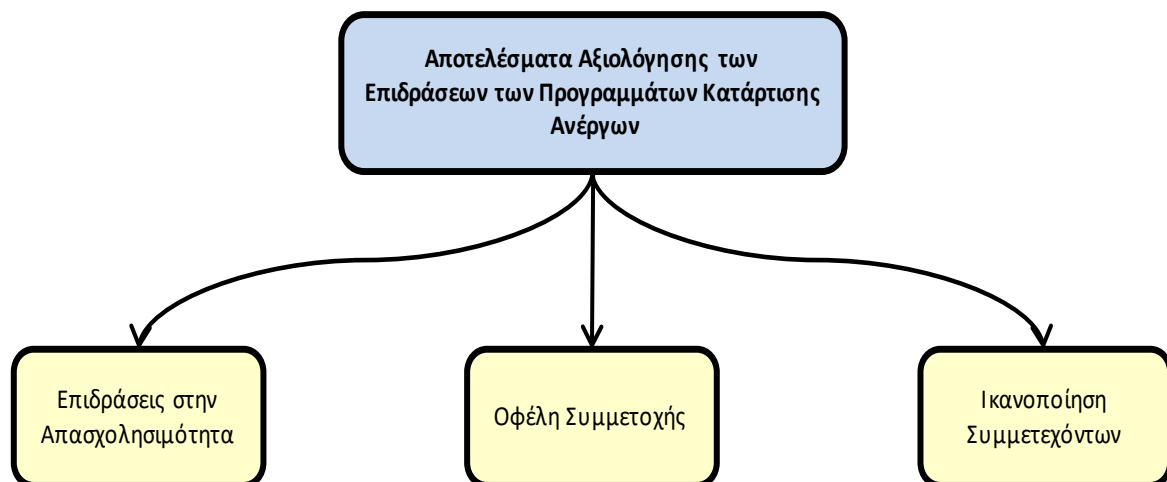 Αποτελέσματα Αξιολόγησης των
Επιδράσεων των Προγραμμάτων Κατάρτισης
Ανέργων
Επιδράσεις στην
Απασχολησιμότητα
Οφέλη Συμμετοχής
Ικανοποίηση
Συμμετεχόντων